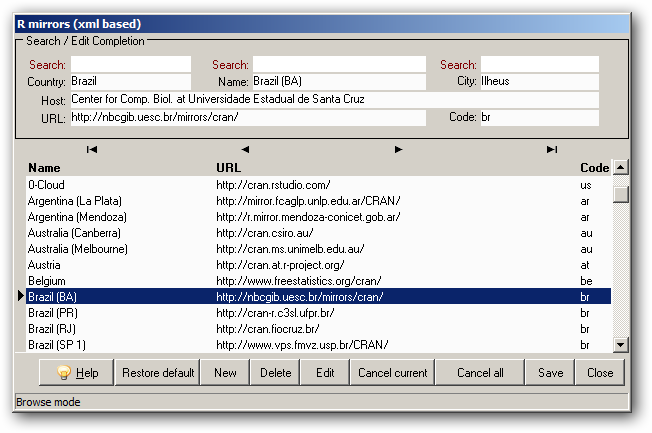 R mirrors (xml based)
Search / Edit Completion
Search: Search: Search:
Country: Brazil Name: Brazil (BA) City: Ilheus
Host: Center for Comp. Biol. at Universidade Estadual de Santa Cruz
URL: http://nbcgib.uesc.br/mirrors/cran/ Code: br
Name URL Code
0-Cloud http://cran.rstudio.com/ us
Argentina (La Plata) http://mirror.fcaglp.unlp.edu.ar/CRAN/ ar
Argentina (Mendoza) http://r.mirror.mendoza-conicet.gob.ar/ ar
Australia (Canberra) http://cran.csiro.au/ au
Australia (Melbourne) http://cran.ms.unimelb.edu.au/ au
Austria http://cran.at.r-project.org/ at
Belgium http://www.freestatistics.org/cran/ be
Brazil (BA) http://nbcgib.uesc.br/mirrors/cran/ br
Brazil (PR) http://cran-r.c3sl.ufpr.br/ br
Brazil (RJ) http://cran.fiocruz.br/ br
Brazil (SP 1) http://www.vps.fmvz.usp.br/CRAN/ br
Help Restore default New Delete Edit Cancel current Cancel all Save Close
Browse mode